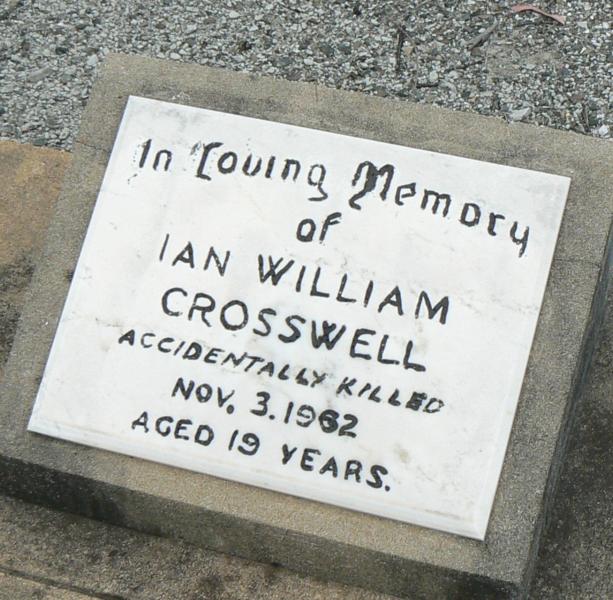 In Loving Memory
of
IAN WILLIAM
CROSSWELL
ACCIDENTALLY KILLED
NOV. 3. 1962
AGED 19 YEARS.